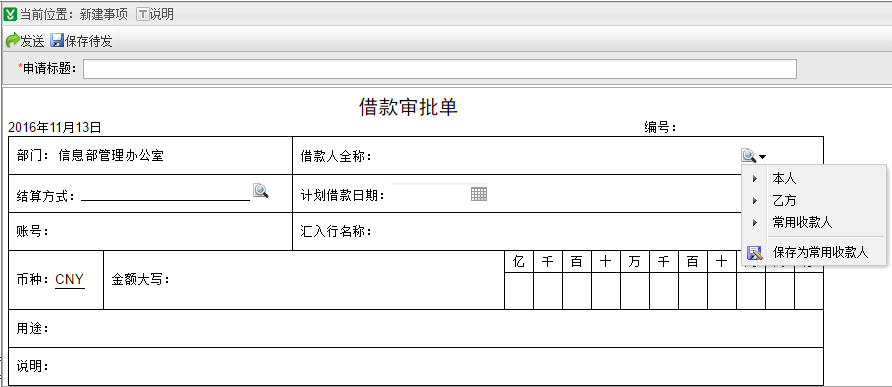 当前位置：新建事项 T说明
发送 保存待发
*申请标题：
借款审批单
2016年11月13日 编号：
部门：信息部管理办公室 借款人全称：
本人
结算方式： 计划借款日期：
乙方
常用收款人
账号： 汇入行名称：
保存为常用收款人
币种：CNY 金额大写： 亿 千 百 十 万 千 百 十
用途：
说明：